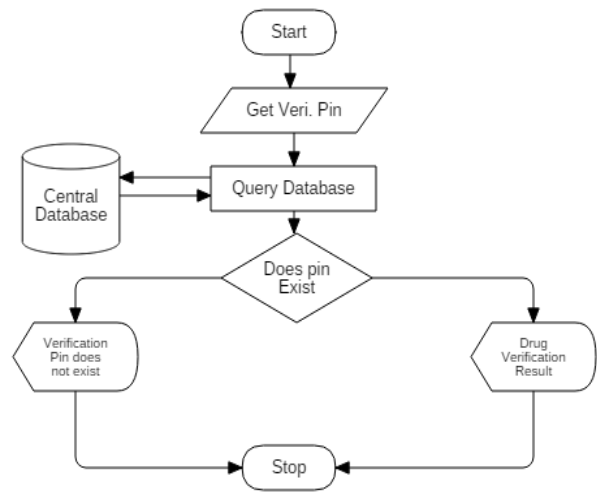 Start
Get Veri. Pin
Query Database
Central
Database
Does pin
Exist
Verification
Pin does
not exist
Drug
Verification
Result
Stop